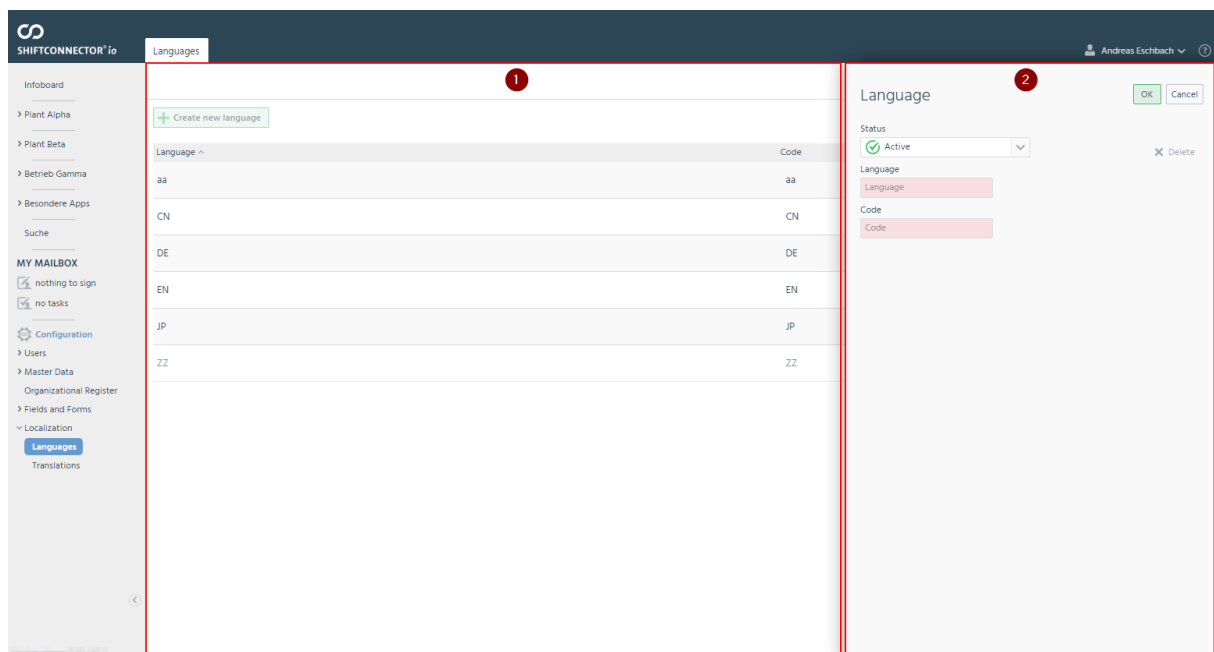 SHIFTCONNECTOR® io
Languages
Andreas Eschbach
?
Infoboard
Plant Alpha
Plant Beta
Betrieb Gamma
Besondere Apps
Suche
MY MAILBOX
nothing to sign
no tasks
Configuration
Users
Master Data
Organizational Register
Fields and Forms
Localization
Languages
Translations
1
Create new language
Language Code
aa aa
CN CN
DE DE
EN EN
JP JP
ZZ ZZ
2
Language
OK Cancel
Status
Active
Delete
Language
Language
Code
Code